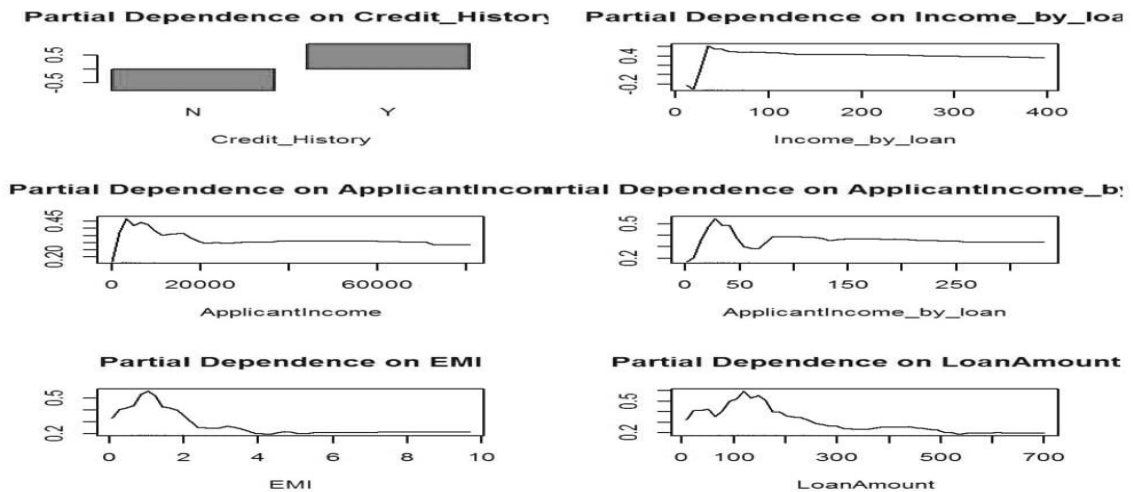 Partial Dependence on Credit_History
-0.5 0.5
N Y
Credit_History
Partial Dependence on Income_by_loa
-0.2 0.4
0 100 200 300 400
Income_by_loan
Partial Dependence on ApplicantIncom
0.20 0.45
0 20000 60000
ApplicantIncome
rtial Dependence on ApplicantIncome_by
0.2 0.5
0 50 150 250
ApplicantIncome_by_loan
Partial Dependence on EMI
0.2 0.5
0 2 4 6 8 10
EMI
Partial Dependence on LoanAmount
0.2 0.5
0 100 300 500 700
LoanAmount